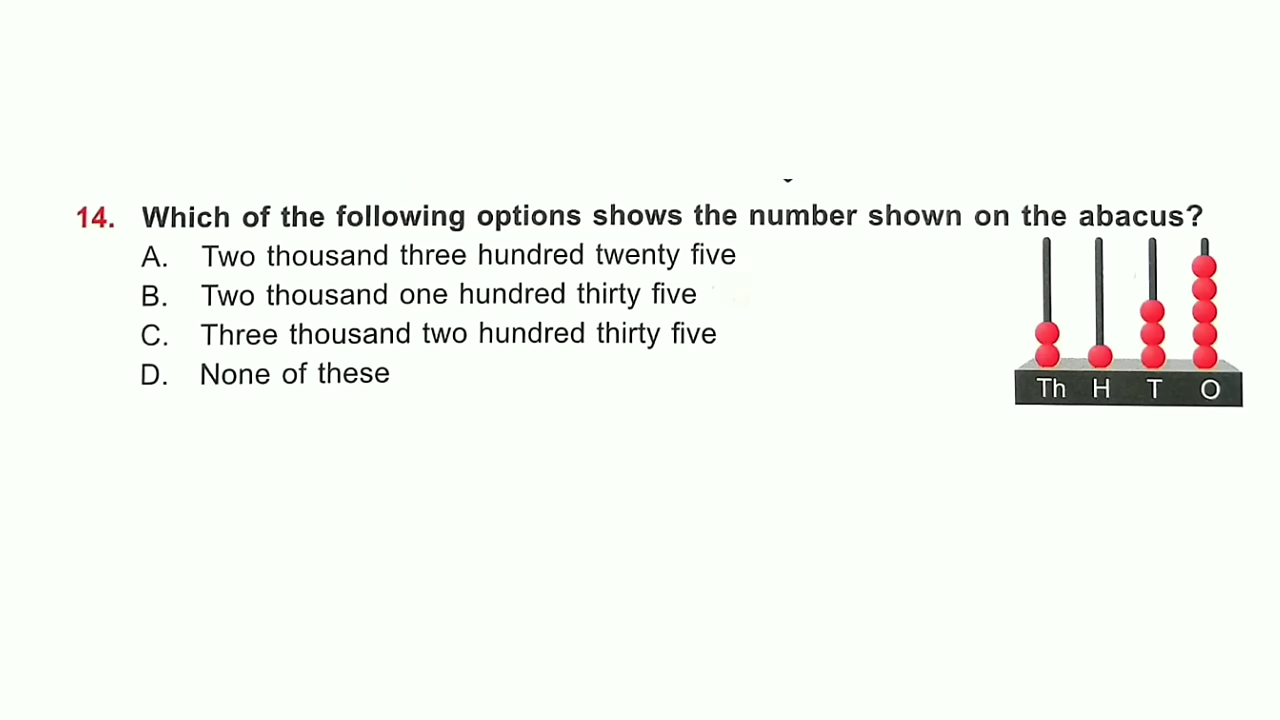 14. Which of the following options shows the number shown on the abacus?
A. Two thousand three hundred twenty five
B. Two thousand one hundred thirty five
C. Three thousand two hundred thirty five
D. None of these
Th H T O